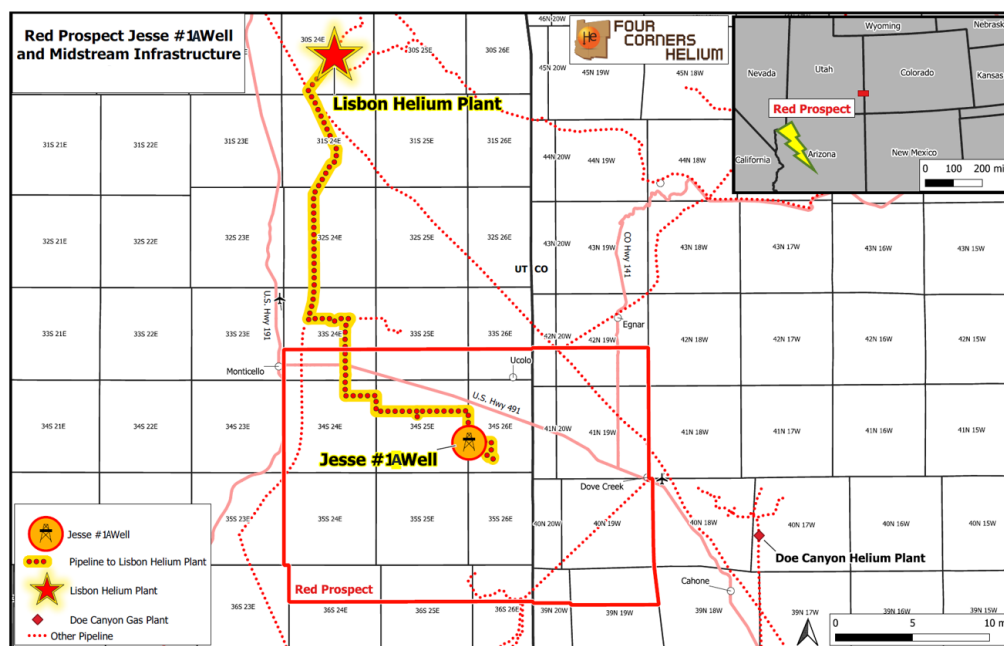 Red Prospect Jesse #1AWell
and Midstream Infrastructure
He
FOUR
CORNERS
HELIUM
Wyoming
Nebraska
Nevada
Utah
Colorado
Kansas
Red Prospect
California
Arizona
New Mexico
0 100 200 mi
30S 24E
30S 25E
30S 26E
46N 20W
45N 20W
45N 19W
45N 18W
Lisbon Helium Plant
31S 21E
31S 22E
31S 23E
31S 24E
31S 25E
31S 26E
44N 20W
44N 19W
44N 18W
32S 21E
32S 22E
32S 23E
32S 24E
32S 25E
32S 26E
43N 20W
43N 19W
43N 18W
43N 17W
43N 16W
43N 15W
UT CO
CO Hwy 141
U.S. Hwy 191
33S 21E
33S 22E
33S 23E
33S 24E
33S 25E
33S 26E
42N 20W
42N 19W
42N 18W
42N 17W
42N 16W
42N 15W
Egnar
Monticello
Ucolo
U.S. Hwy 491
34S 21E
34S 22E
34S 23E
34S 24E
34S 25E
34S 26E
41N 20W
41N 19W
41N 18W
41N 17W
41N 16W
41N 15W
Jesse #1AWell
Dove Creek
35S 23E
35S 24E
35S 25E
35S 26E
40N 20W
40N 19W
40N 18W
40N 17W
40N 16W
40N 15W
Doe Canyon Helium Plant
Cahone
Red Prospect
36S 23E
36S 24E
36S 25E
36S 26E
39N 20W
39N 19W
39N 18W
39N 17W
39N 16W
39N 15W
Jesse #1AWell
Pipeline to Lisbon Helium Plant
Lisbon Helium Plant
Doe Canyon Gas Plant
Other Pipeline
0 5 10 m